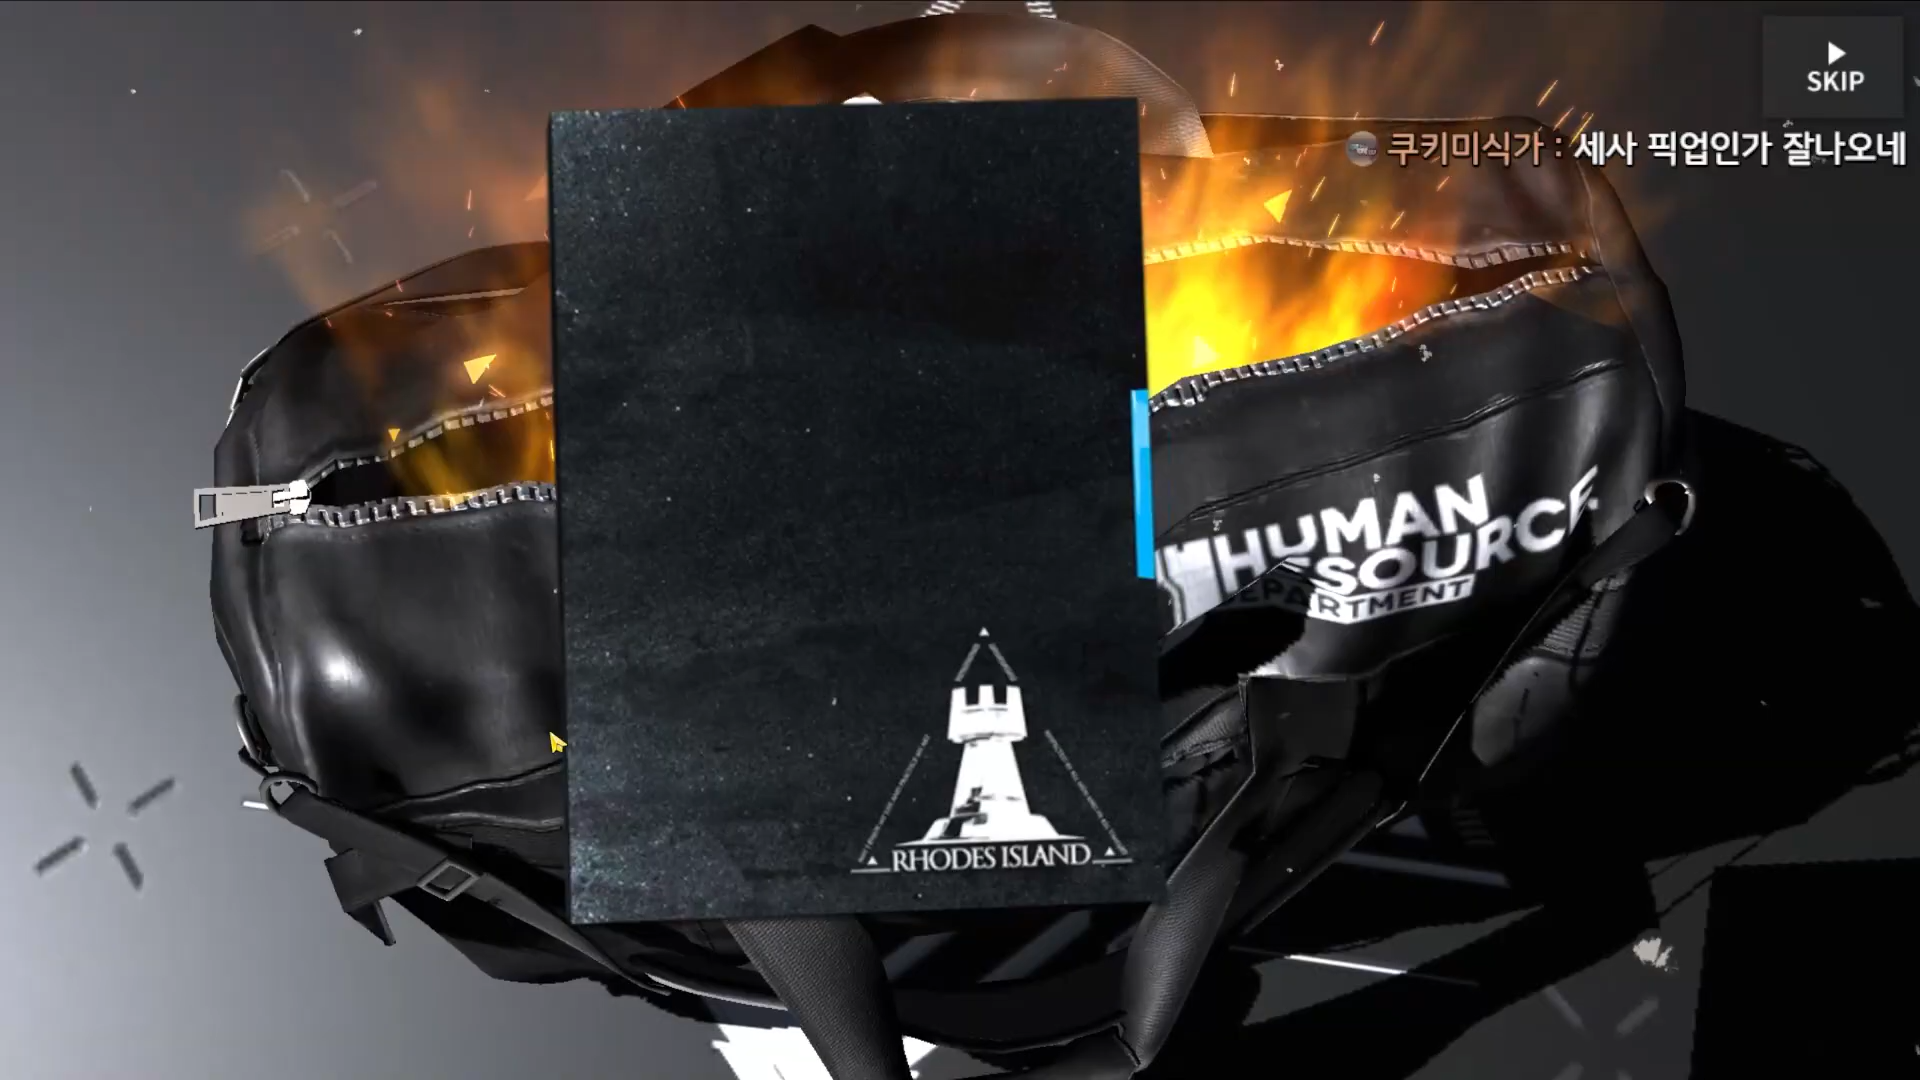 SKIP
쿠키미식가 : 세사 픽업인가 잘나오네
HUMAN
RESOURCE
DEPARTMENT
RHODES ISLAND